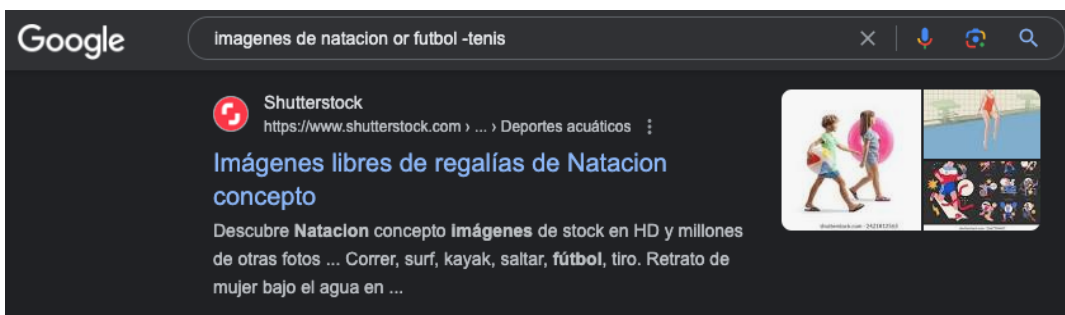 Google
imagenes de natacion or futbol -tenis
Shutterstock
https://www.shutterstock.com › ... › Deportes acuáticos
Imágenes libres de regalías de Natacion
concepto
Descubre Natacion concepto imágenes de stock en HD y millones
de otras fotos ... Correr, surf, kayak, saltar, fútbol, tiro. Retrato de
mujer bajo el agua en ...